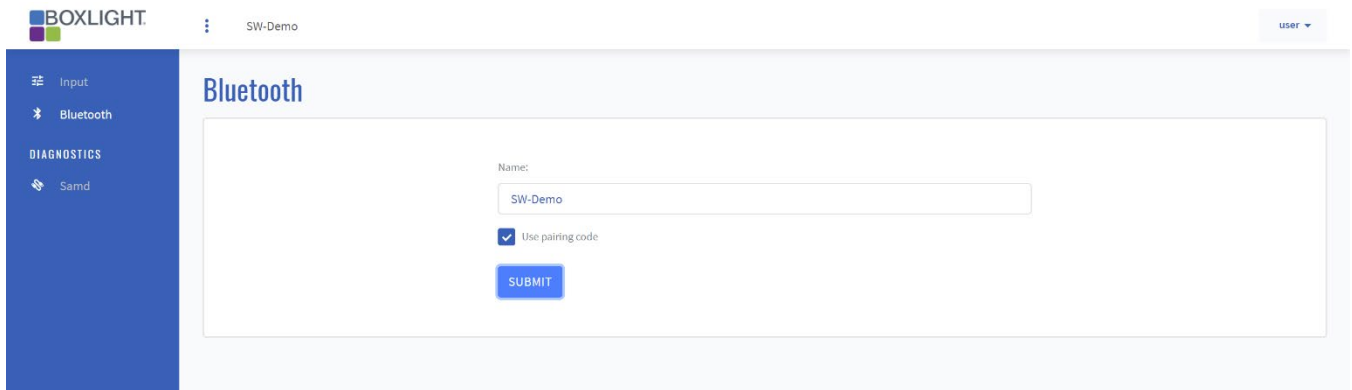 BOXLIGHT.
SW-Demo
user
Input
Bluetooth
DIAGNOSTICS
Samd
Bluetooth
Name:
SW-Demo
Use pairing code
SUBMIT